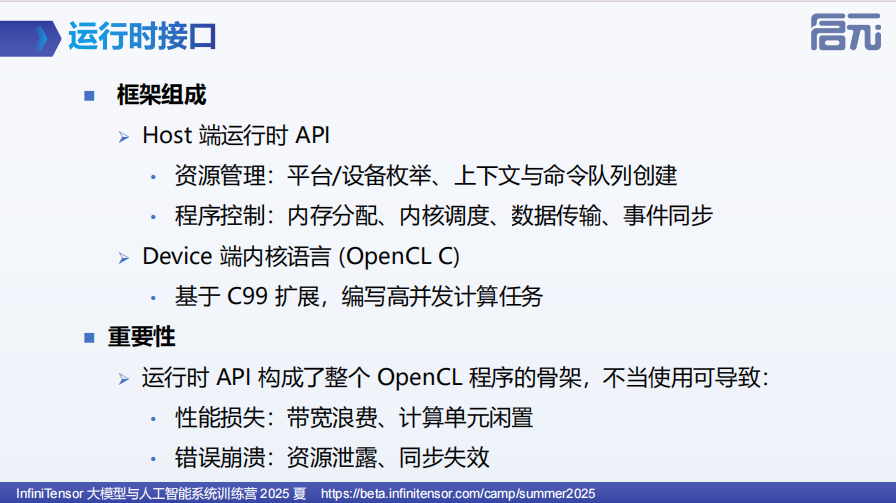 运行时接口
启元
■ 框架组成
➢ Host 端运行时 API
• 资源管理：平台/设备枚举、上下文与命令队列创建
• 程序控制：内存分配、内核调度、数据传输、事件同步
➢ Device 端内核语言 (OpenCL C)
• 基于 C99 扩展，编写高并发计算任务
■ 重要性
➢ 运行时 API 构成了整个 OpenCL 程序的骨架，不当使用可导致：
• 性能损失：带宽浪费、计算单元闲置
• 错误崩溃：资源泄露、同步失效
InfiniTensor 大模型与人工智能系统训练营 2025 夏 https://beta.infinitensor.com/camp/summer2025